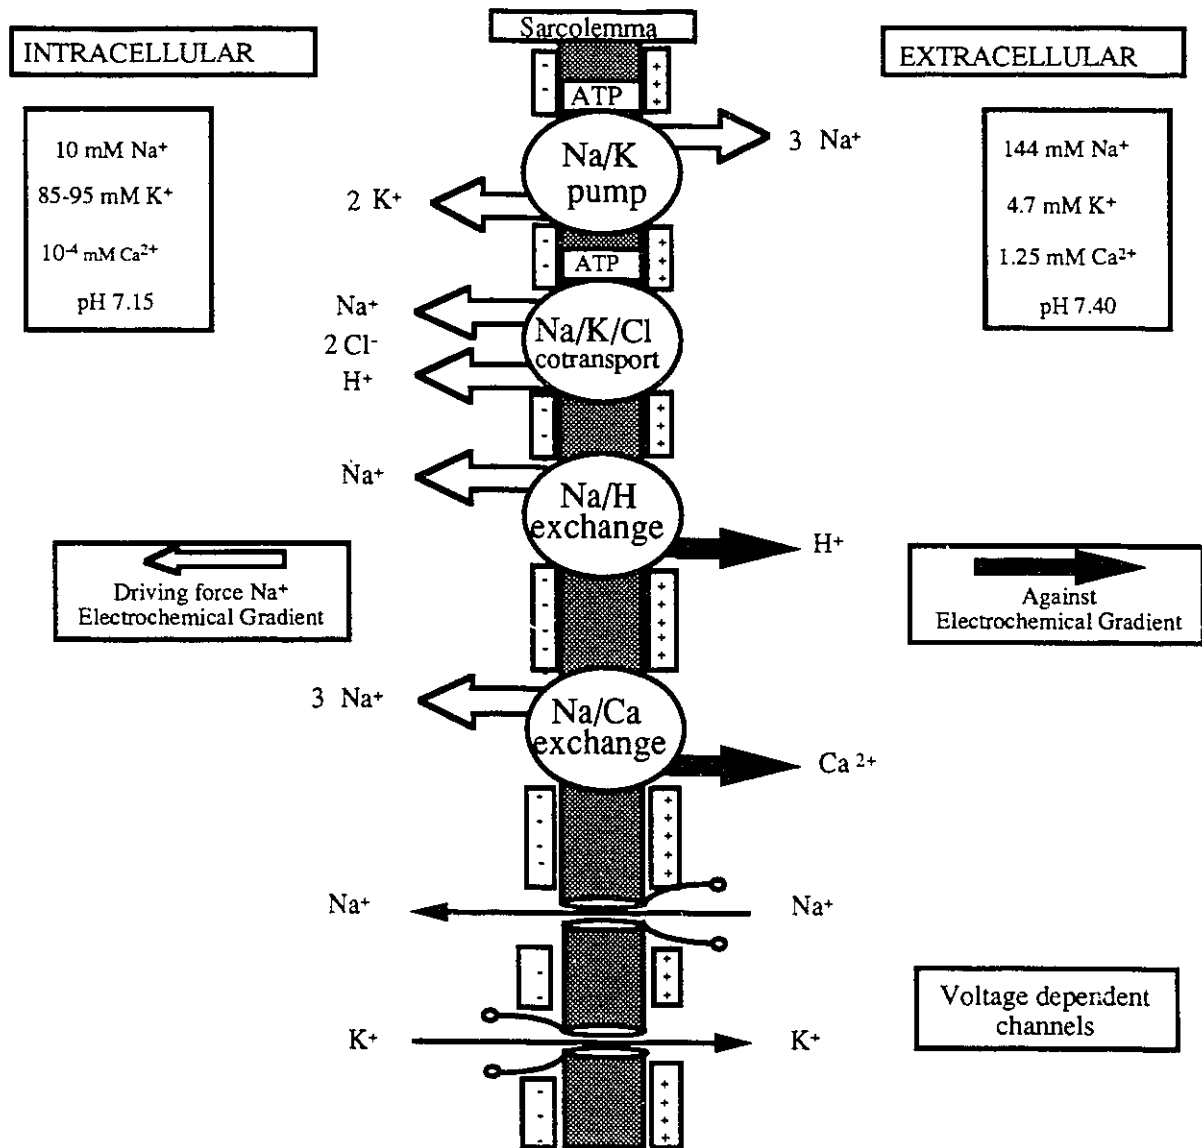 Sarcolemma
INTRACELLULAR
EXTRACELLULAR
10 mM Na⁺
85-95 mM K⁺
10⁻⁴ mM Ca²⁺
pH 7.15
144 mM Na⁺
4.7 mM K⁺
1.25 mM Ca²⁺
pH 7.40
ATP
Na/K
pump
3 Na⁺
2 K⁺
ATP
Na/K/Cl
cotransport
Na⁺
2 Cl⁻
H⁺
Na/H
exchange
Na⁺
H⁺
Driving force Na⁺
Electrochemical Gradient
Against
Electrochemical Gradient
Na/Ca
exchange
3 Na⁺
Ca²⁺
Na⁺
Na⁺
K⁺
K⁺
Voltage dependent
channels